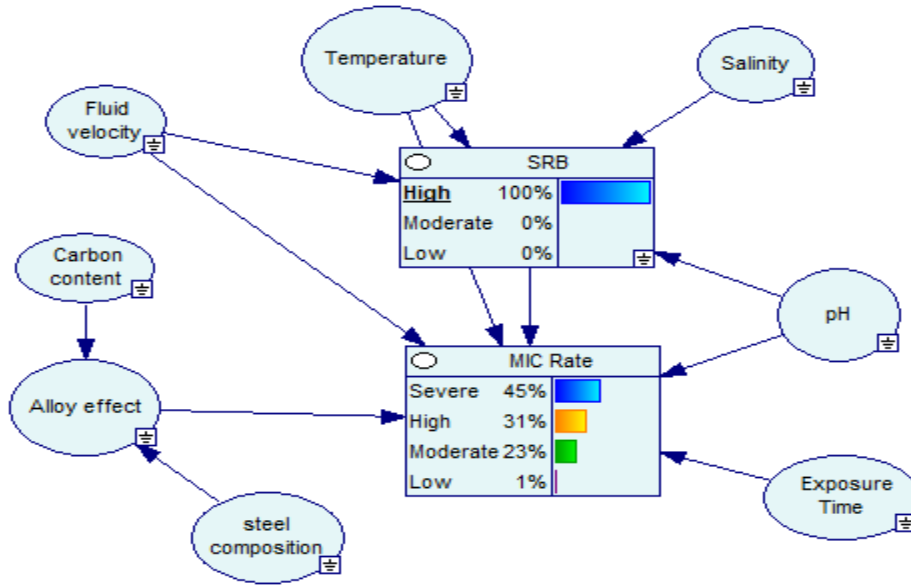 Temperature
Salinity
Fluid
velocity
SRB
High 100%
Moderate 0%
Low 0%
Carbon
content
pH
MIC Rate
Severe 45%
High 31%
Moderate 23%
Low 1%
Alloy effect
Exposure
Time
steel
composition